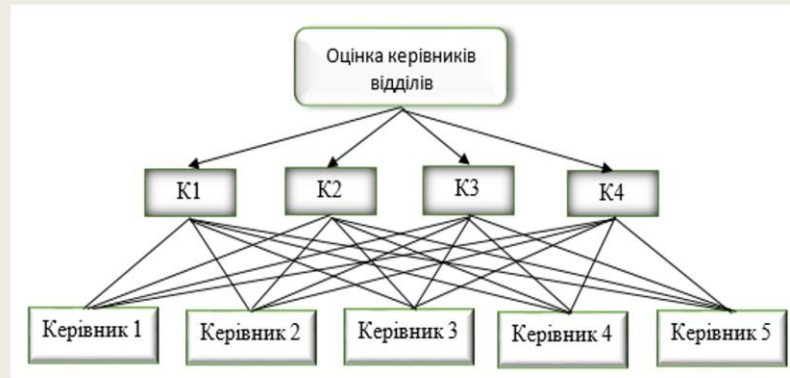 Оцінка керівників
відділів
К1
К2
К3
К4
Керівник 1
Керівник 2
Керівник 3
Керівник 4
Керівник 5